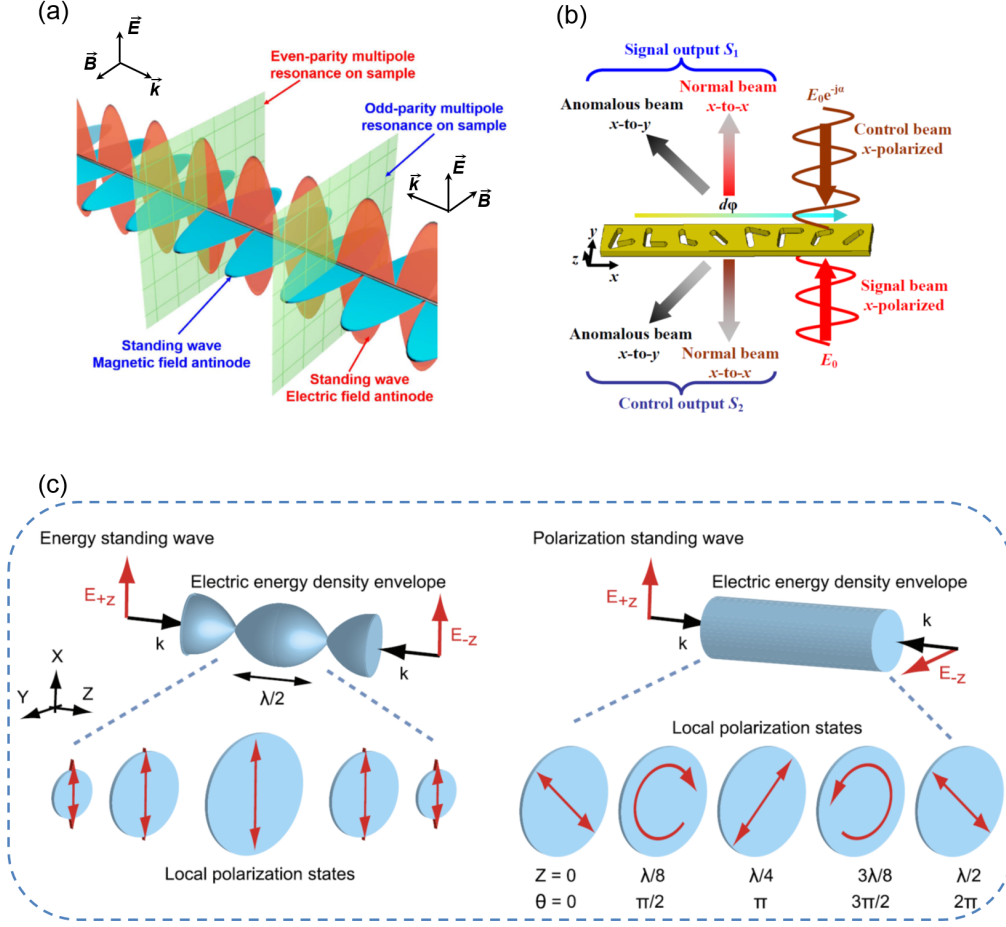 (a)
E⃗
B⃗
k⃗
Even-parity multipole
resonance on sample
Odd-parity multipole
resonance on sample
E⃗
k⃗
B⃗
Standing wave
Magnetic field antinode
Standing wave
Electric field antinode
(b)
Signal output S₁
Anomalous beam
x-to-y
Normal beam
x-to-x
E₀e⁻ʲᵅ
Control beam
x-polarized
dφ
y
z
x
Signal beam
x-polarized
E₀
Anomalous beam
x-to-y
Normal beam
x-to-x
Control output S₂
(c)
Energy standing wave
Electric energy density envelope
E+z
k
E-z
k
λ/2
X
Y
Z
Local polarization states
Polarization standing wave
Electric energy density envelope
E+z
k
k
E-z
Local polarization states
Z = 0 λ/8 λ/4 3λ/8 λ/2
θ = 0 π/2 π 3π/2 2π